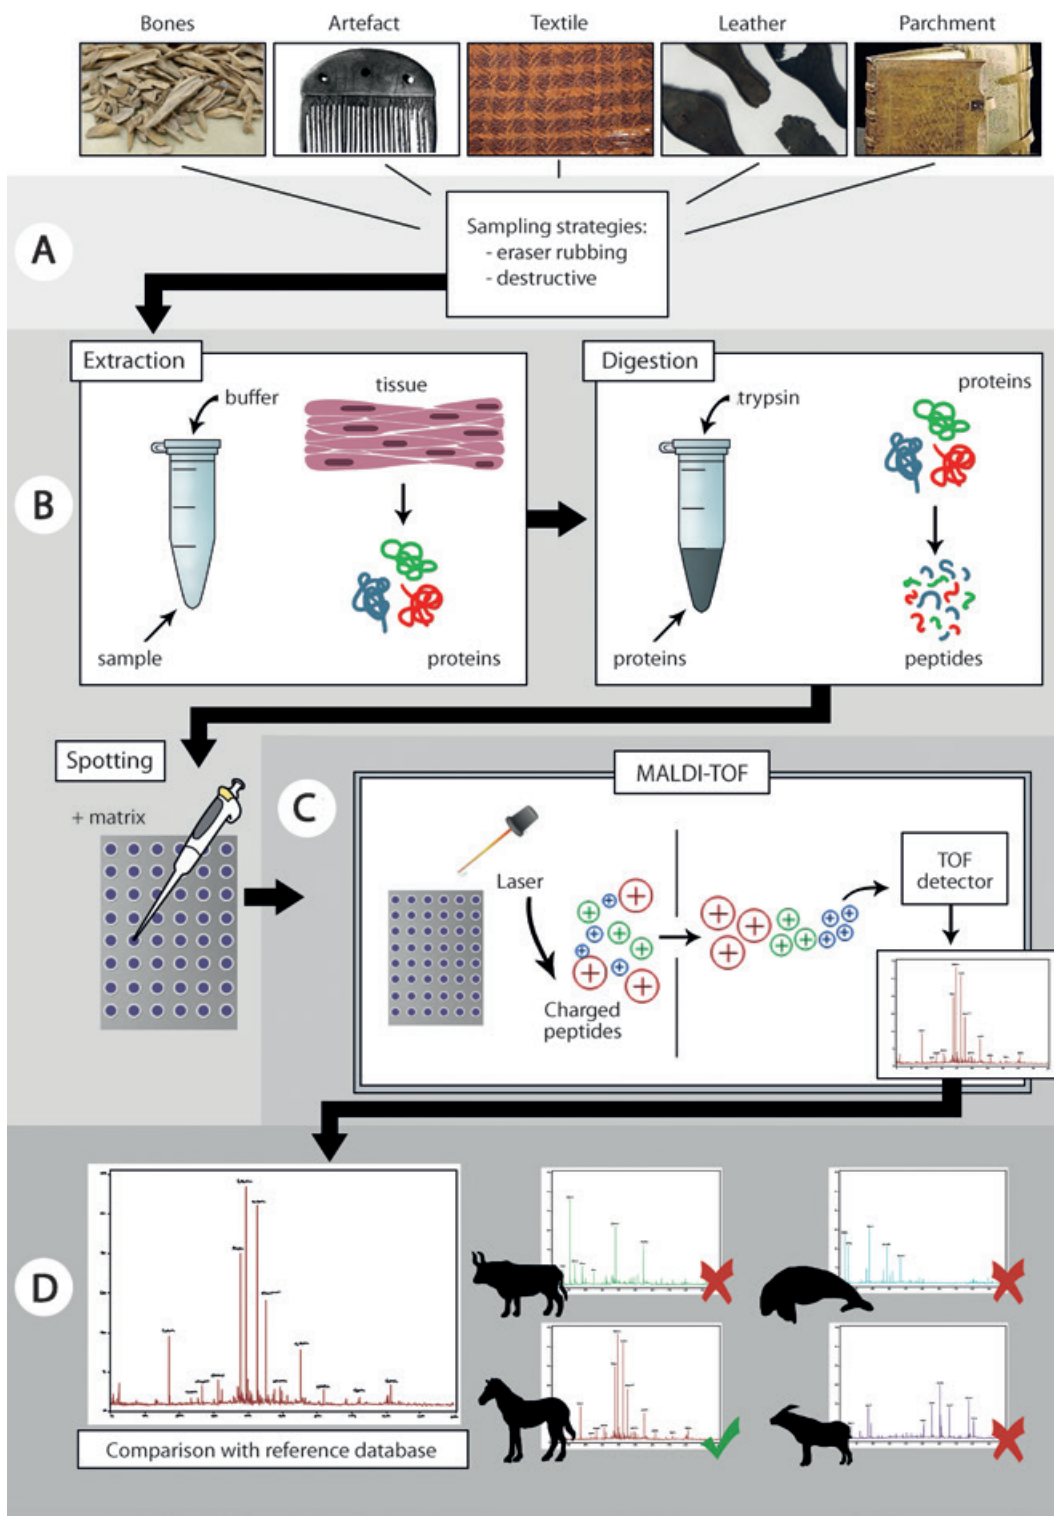 Bones
Artefact
Textile
Leather
Parchment
A
Sampling strategies:
- eraser rubbing
- destructive
B
Extraction
buffer
tissue
sample
proteins
Digestion
trypsin
proteins
proteins
peptides
Spotting
+ matrix
C
MALDI-TOF
Laser
Charged
peptides
TOF
detector
D
Comparison with reference database